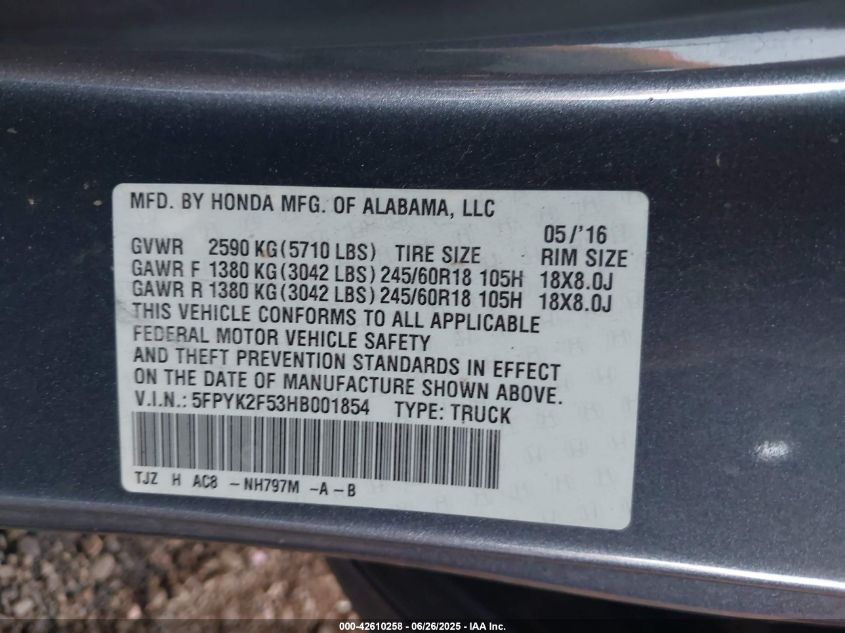 MFD. BY HONDA MFG. OF ALABAMA, LLC
05/'16
GVWR 2590 KG(5710 LBS) TIRE SIZE RIM SIZE
GAWR F 1380 KG(3042 LBS) 245/60R18 105H 18X8.0J
GAWR R 1380 KG(3042 LBS) 245/60R18 105H 18X8.0J
THIS VEHICLE CONFORMS TO ALL APPLICABLE
FEDERAL MOTOR VEHICLE SAFETY
AND THEFT PREVENTION STANDARDS IN EFFECT
ON THE DATE OF MANUFACTURE SHOWN ABOVE.
V.I.N.: 5FPYK2F53HB001854 TYPE: TRUCK
TJZ H AC8 -NH797M -A-B
000-42610258 - 06/26/2025 - IAA Inc.